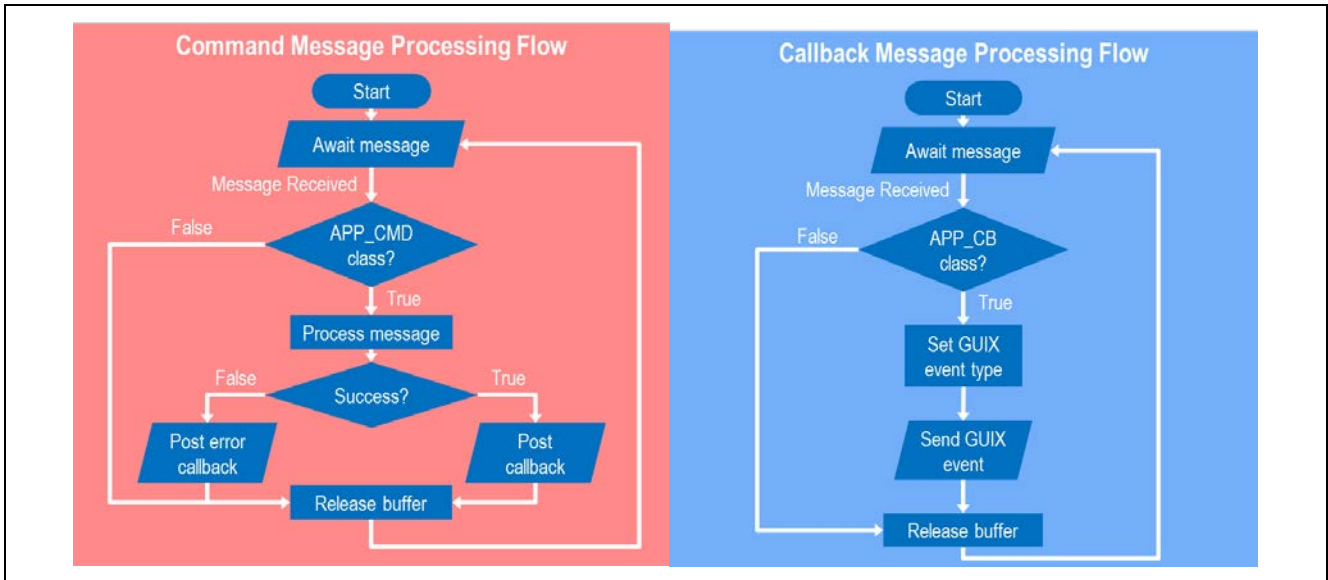 Command Message Processing Flow
Start
Await message
Message Received
False
APP_CMD
class?
True
Process message
False
True
Success?
Post error
callback
Post
callback
Release buffer
Callback Message Processing Flow
Start
Await message
Message Received
False
APP_CB
class?
True
Set GUIX
event type
Send GUIX
event
Release buffer